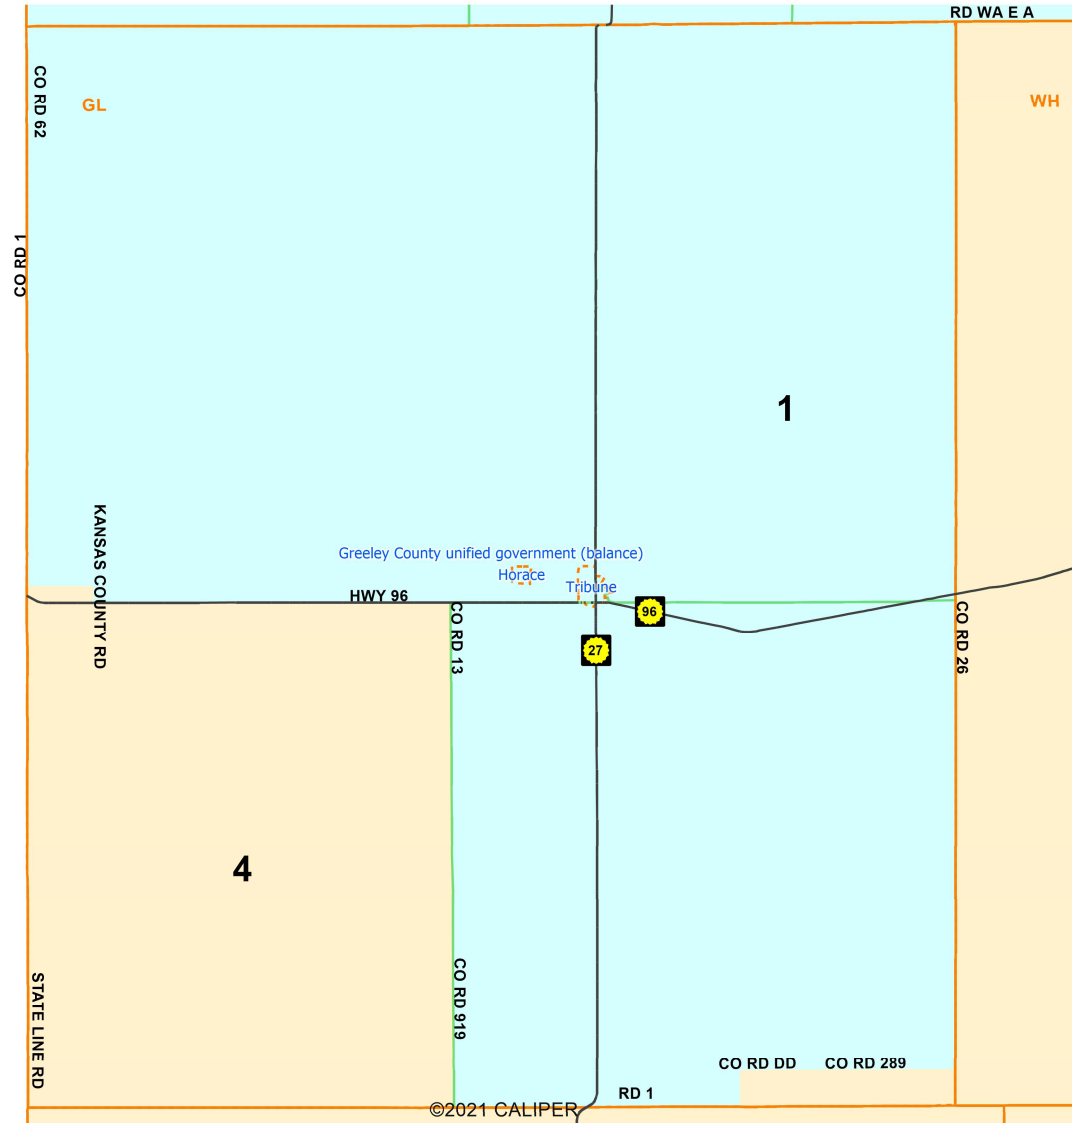 RD WA E A
CO RD 62
GL
WH
CO RD 1
1
KANSAS COUNTY RD
Greeley County unified government (balance)
Horace
Tribune
HWY 96
96
CO RD 13
CO RD 26
27
4
CO RD 919
STATE LINE RD
CO RD DD
CO RD 289
RD 1
©2021 CALIPER